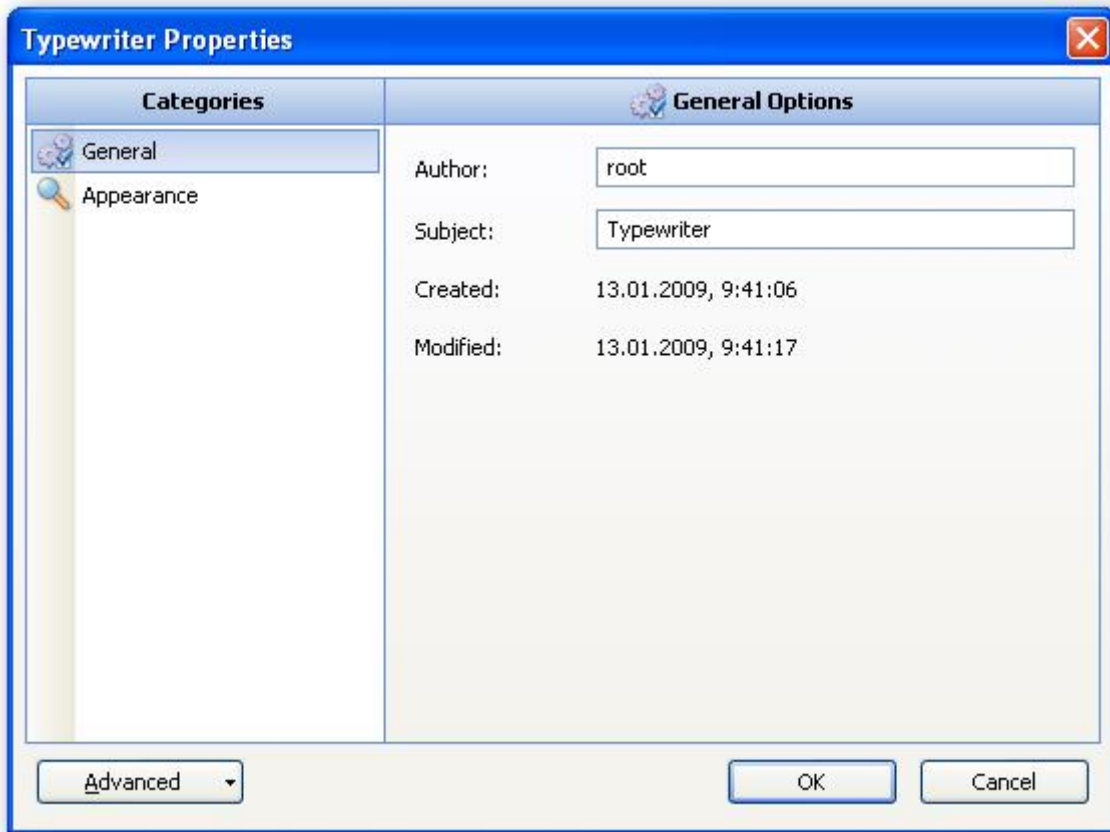 Typewriter Properties
Categories
General Options
General
Appearance
Author: root
Subject: Typewriter
Created: 13.01.2009, 9:41:06
Modified: 13.01.2009, 9:41:17
Advanced
OK
Cancel